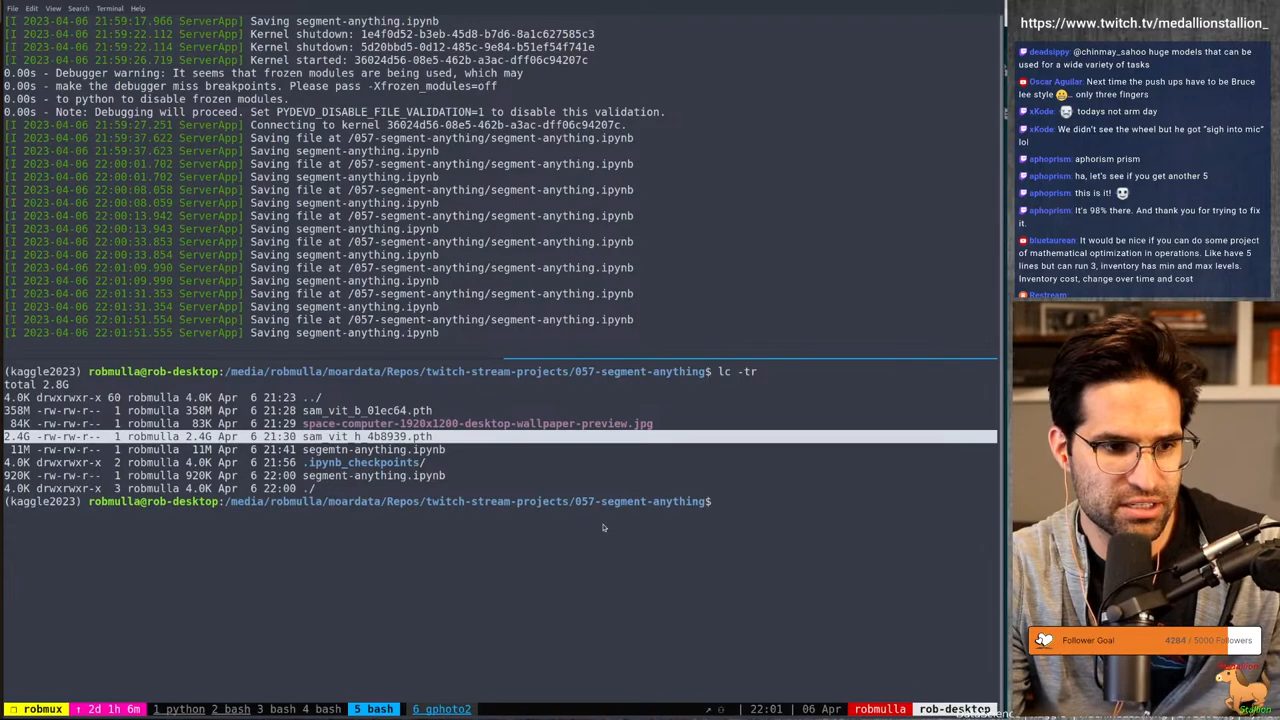 File Edit View Search Terminal Help
[I 2023-04-06 21:59:17.966 ServerApp] Saving segment-anything.ipynb
[I 2023-04-06 21:59:22.112 ServerApp] Kernel shutdown: 1e4f0d52-b3eb-45d8-b7d6-8a1c627585c3
[I 2023-04-06 21:59:22.114 ServerApp] Kernel shutdown: 5d20bbd5-0d12-485c-9e84-b51ef54f741e
[I 2023-04-06 21:59:26.719 ServerApp] Kernel started: 36024d56-08e5-462b-a3ac-dff06c94207c
0.00s - Debugger warning: It seems that frozen modules are being used, which may
0.00s - make the debugger miss breakpoints. Please pass -Xfrozen_modules=off
0.00s - to python to disable frozen modules.
0.00s - Note: Debugging will proceed. Set PYDEVD_DISABLE_FILE_VALIDATION=1 to disable this validation.
[I 2023-04-06 21:59:27.251 ServerApp] Connecting to kernel 36024d56-08e5-462b-a3ac-dff06c94207c.
[I 2023-04-06 21:59:37.622 ServerApp] Saving file at /057-segment-anything/segment-anything.ipynb
[I 2023-04-06 21:59:37.623 ServerApp] Saving segment-anything.ipynb
[I 2023-04-06 22:00:01.702 ServerApp] Saving file at /057-segment-anything/segment-anything.ipynb
[I 2023-04-06 22:00:01.702 ServerApp] Saving segment-anything.ipynb
[I 2023-04-06 22:00:08.058 ServerApp] Saving file at /057-segment-anything/segment-anything.ipynb
[I 2023-04-06 22:00:08.059 ServerApp] Saving segment-anything.ipynb
[I 2023-04-06 22:00:13.942 ServerApp] Saving file at /057-segment-anything/segment-anything.ipynb
[I 2023-04-06 22:00:13.943 ServerApp] Saving segment-anything.ipynb
[I 2023-04-06 22:00:33.853 ServerApp] Saving file at /057-segment-anything/segment-anything.ipynb
[I 2023-04-06 22:00:33.854 ServerApp] Saving segment-anything.ipynb
[I 2023-04-06 22:01:09.990 ServerApp] Saving file at /057-segment-anything/segment-anything.ipynb
[I 2023-04-06 22:01:09.990 ServerApp] Saving segment-anything.ipynb
[I 2023-04-06 22:01:31.353 ServerApp] Saving file at /057-segment-anything/segment-anything.ipynb
[I 2023-04-06 22:01:31.354 ServerApp] Saving segment-anything.ipynb
[I 2023-04-06 22:01:51.554 ServerApp] Saving file at /057-segment-anything/segment-anything.ipynb
[I 2023-04-06 22:01:51.555 ServerApp] Saving segment-anything.ipynb
(kaggle2023) robmulla@rob-desktop:/media/robmulla/moardata/Repos/twitch-stream-projects/057-segment-anything$ lc -tr
total 2.8G
4.0K drwxrwxr-x 60 robmulla 4.0K Apr 6 21:23 ../
358M -rw-rw-r-- 1 robmulla 358M Apr 6 21:28 sam_vit_b_01ec64.pth
84K -rw-rw-r-- 1 robmulla 83K Apr 6 21:29 space-computer-1920x1200-desktop-wallpaper-preview.jpg
2.4G -rw-rw-r-- 1 robmulla 2.4G Apr 6 21:30 sam_vit_h_4b8939.pth
11M -rw-rw-r-- 1 robmulla 11M Apr 6 21:41 segemtn-anything.ipynb
4.0K drwxrwxr-x 2 robmulla 4.0K Apr 6 21:56 .ipynb_checkpoints/
920K -rw-rw-r-- 1 robmulla 920K Apr 6 22:00 segment-anything.ipynb
4.0K drwxrwxr-x 3 robmulla 4.0K Apr 6 22:00 ./
(kaggle2023) robmulla@rob-desktop:/media/robmulla/moardata/Repos/twitch-stream-projects/057-segment-anything$
❐ robmux ↑ 2d 1h 6m 1 python 2 bash 3 bash 4 bash 5 bash 6 gphoto2 22:01 | 06 Apr robmulla rob-desktop
https://www.twitch.tv/medallionstallion_
deadsippy: @chinmay_sahoo huge models that can
be used for a wide variety of tasks
Oscar Aguilar: Next time the push ups have to be Bruce
lee style 😄… only three fingers
xKode: todays not arm day
xKode: We didn't see the wheel but he got "sigh into mic"
lol
aphoprism: aphorism prism
aphoprism: ha, let's see if you get another 5
aphoprism: this is it!
aphoprism: It's 98% there. And thank you for trying to fix
it.
bluetaurean: It would be nice if you can do some project
of mathematical optimization in operations. Like have 5
lines but can run 3, inventory has min and max levels.
Inventory cost, change over time and cost
Restream
Follower Goal 4284 / 5000 Followers
Medallion
Stallion